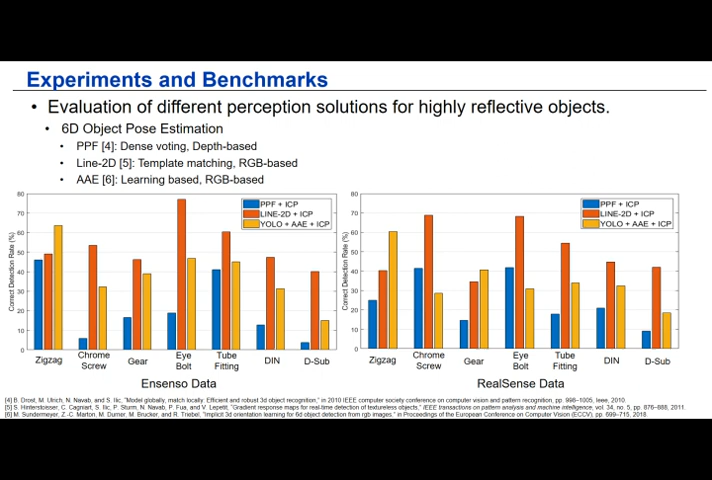 Experiments and Benchmarks
• Evaluation of different perception solutions for highly reflective objects.
• 6D Object Pose Estimation
• PPF [4]: Dense voting, Depth-based
• Line-2D [5]: Template matching, RGB-based
• AAE [6]: Learning based, RGB-based
80
70
60
50
40
30
20
10
0
Correct Detection Rate (%)
PPF + ICP
LINE-2D + ICP
YOLO + AAE + ICP
Zigzag
Chrome Screw
Gear
Eye Bolt
Tube Fitting
DIN
D-Sub
Ensenso Data
80
70
60
50
40
30
20
10
0
Correct Detection Rate (%)
PPF + ICP
LINE-2D + ICP
YOLO + AAE + ICP
Zigzag
Chrome Screw
Gear
Eye Bolt
Tube Fitting
DIN
D-Sub
RealSense Data
[4] B. Drost, M. Ulrich, N. Navab, and S. Ilic, "Model globally, match locally: Efficient and robust 3d object recognition," in 2010 IEEE computer society conference on computer vision and pattern recognition, pp. 998–1005, Ieee, 2010.
[5] S. Hinterstoisser, C. Cagniart, S. Ilic, P. Sturm, N. Navab, P. Fua, and V. Lepetit, "Gradient response maps for real-time detection of textureless objects," IEEE transactions on pattern analysis and machine intelligence, vol. 34, no. 5, pp. 876–888, 2011.
[6] M. Sundermeyer, Z.-C. Marton, M. Durner, M. Brucker, and R. Triebel, "Implicit 3d orientation learning for 6d object detection from rgb images," in Proceedings of the European Conference on Computer Vision (ECCV), pp. 699–715, 2018.